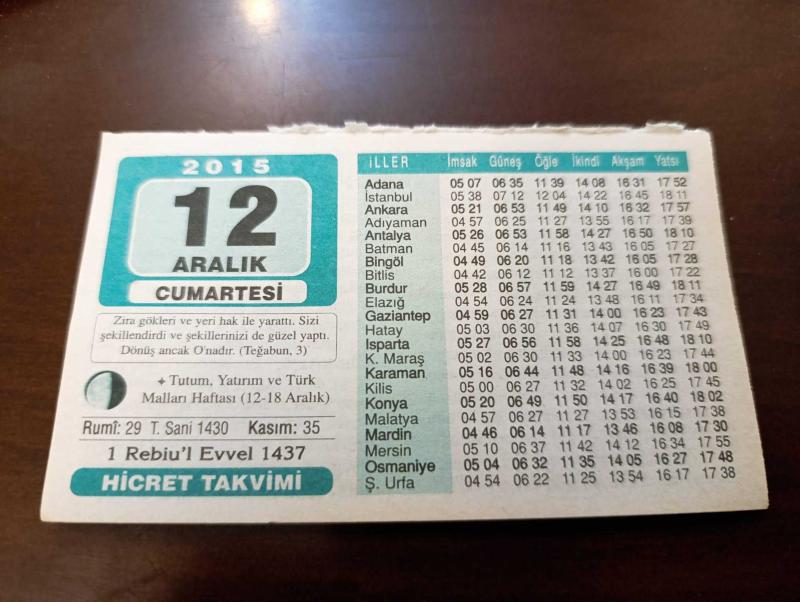 2015
12
ARALIK
CUMARTESİ
Zira gökleri ve yeri hak ile yarattı. Sizi
şekillendirdi ve şekillerinizi de güzel yaptı.
Dönüş ancak O'nadır. (Teğabun, 3)
Tutum, Yatırım ve Türk
Malları Haftası (12-18 Aralık)
Rumî: 29 T. Sani 1430 Kasım: 35
1 Rebiu'l Evvel 1437
HİCRET TAKVİMİ
İLLER İmsak Güneş Öğle İkindi Akşam Yatsı
Adana 05 07 06 35 11 39 14 08 16 31 17 52
İstanbul 05 38 07 12 12 04 14 22 16 45 18 11
Ankara 05 21 06 53 11 49 14 10 16 32 17 57
Adıyaman 04 57 06 25 11 27 13 55 16 17 17 39
Antalya 05 26 06 53 11 58 14 27 16 50 18 10
Batman 04 45 06 14 11 16 13 43 16 05 17 27
Bingöl 04 49 06 20 11 18 13 42 16 05 17 28
Bitlis 04 42 06 12 11 12 13 37 16 00 17 22
Burdur 05 28 06 57 11 59 14 27 16 49 18 11
Elazığ 04 54 06 24 11 24 13 48 16 11 17 34
Gaziantep 04 59 06 27 11 31 14 00 16 23 17 43
Hatay 05 03 06 30 11 36 14 07 16 30 17 49
Isparta 05 27 06 56 11 58 14 25 16 48 18 10
K. Maraş 05 02 06 30 11 33 14 00 16 23 17 44
Karaman 05 16 06 44 11 48 14 16 16 39 18 00
Kilis 05 00 06 27 11 32 14 02 16 25 17 45
Konya 05 20 06 49 11 50 14 17 16 40 18 02
Malatya 04 57 06 27 11 27 13 53 16 15 17 38
Mardin 04 46 06 14 11 17 13 46 16 08 17 30
Mersin 05 10 06 37 11 42 14 12 16 34 17 55
Osmaniye 05 04 06 32 11 35 14 05 16 27 17 48
Ş. Urfa 04 54 06 22 11 25 13 54 16 17 17 38